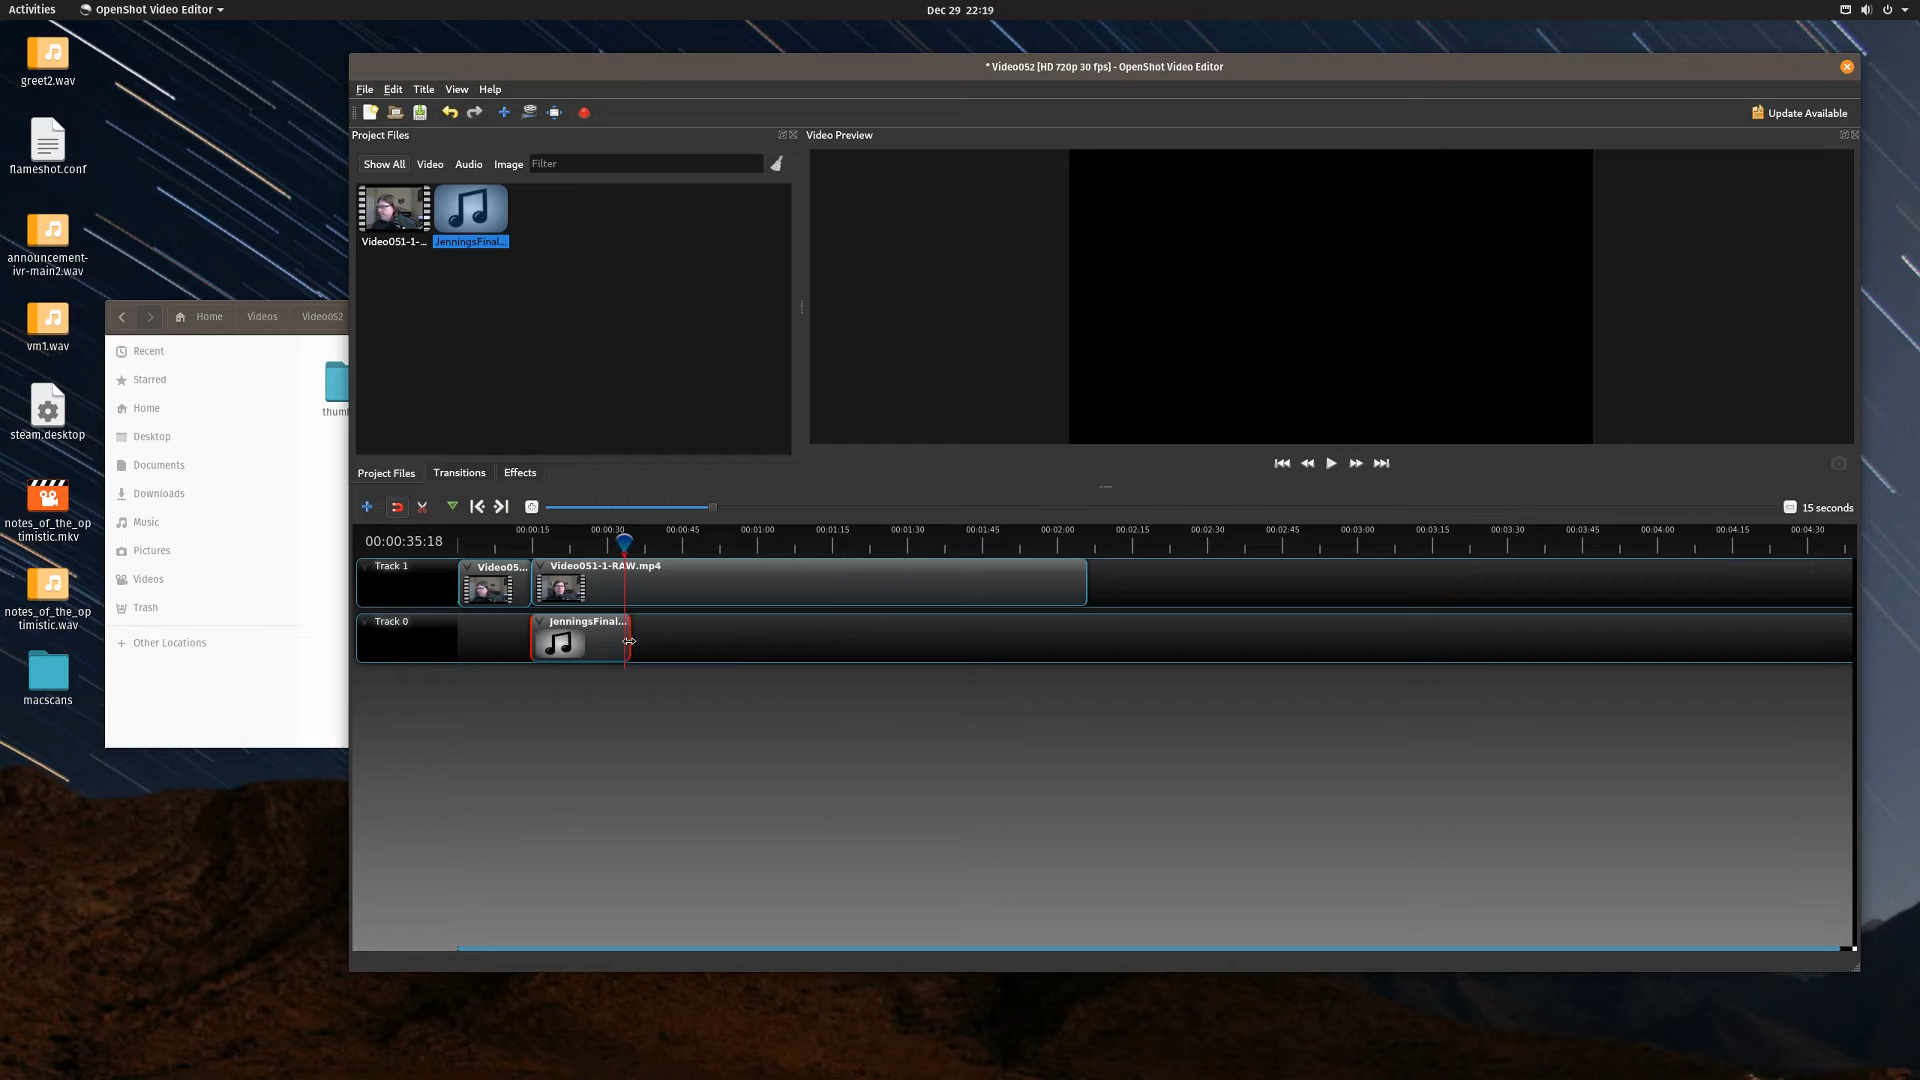 Activities
OpenShot Video Editor
Dec 29 22:19
greet2.wav
flameshot.conf
announcement-
ivr-main2.wav
vm1.wav
steam.desktop
notes_of_the_op
timistic.mkv
notes_of_the_op
timistic.wav
macscans
Home
Videos
Video052
Recent
Starred
Home
Desktop
Documents
Downloads
Music
Pictures
Videos
Trash
Other Locations
thum
* Video052 [HD 720p 30 fps] - OpenShot Video Editor
File Edit Title View Help
Update Available
Project Files
Video Preview
Show All Video Audio Image Filter
Video051-1-...
JenningsFinal...
Project Files Transitions Effects
15 seconds
00:00:35:18
00:00:15 00:00:30 00:00:45 00:01:00 00:01:15 00:01:30 00:01:45 00:02:00 00:02:15 00:02:30 00:02:45 00:03:00 00:03:15 00:03:30 00:03:45 00:04:00 00:04:15 00:04:30
Track 1
Video05...
Video051-1-RAW.mp4
Track 0
JenningsFinal...